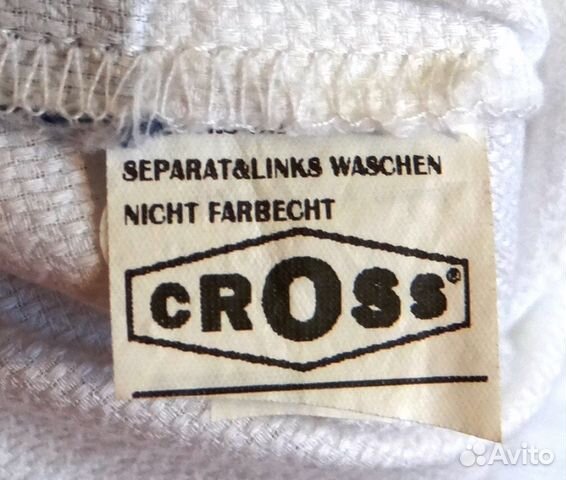 SEPARAT&LINKS WASCHEN
NICHT FARBECHT
CROSS®
Avito